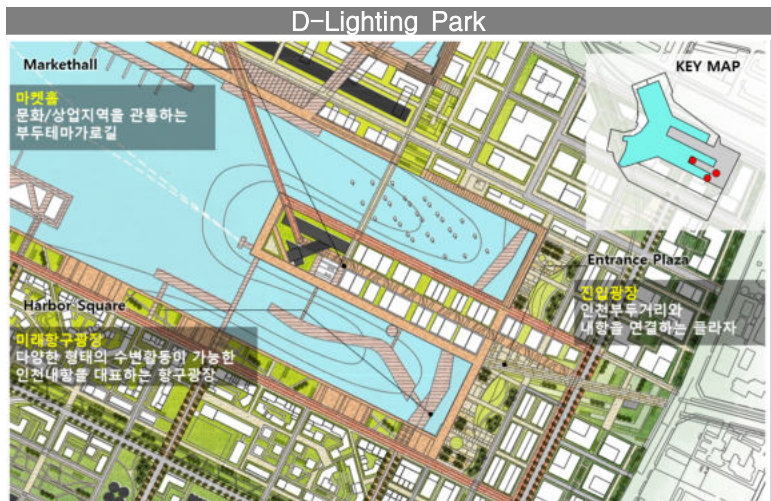 D-Lighting Park
Markethall
마켓홀
문화/상업지역을 관통하는
부두테마가로길
KEY MAP
Entrance Plaza
진입광장
인천부두거리와
내항을 연결하는 플라자
Harbor Square
미래항구광장
다양한 형태의 수변활동이 가능한
인천내항을 대표하는 항구광장